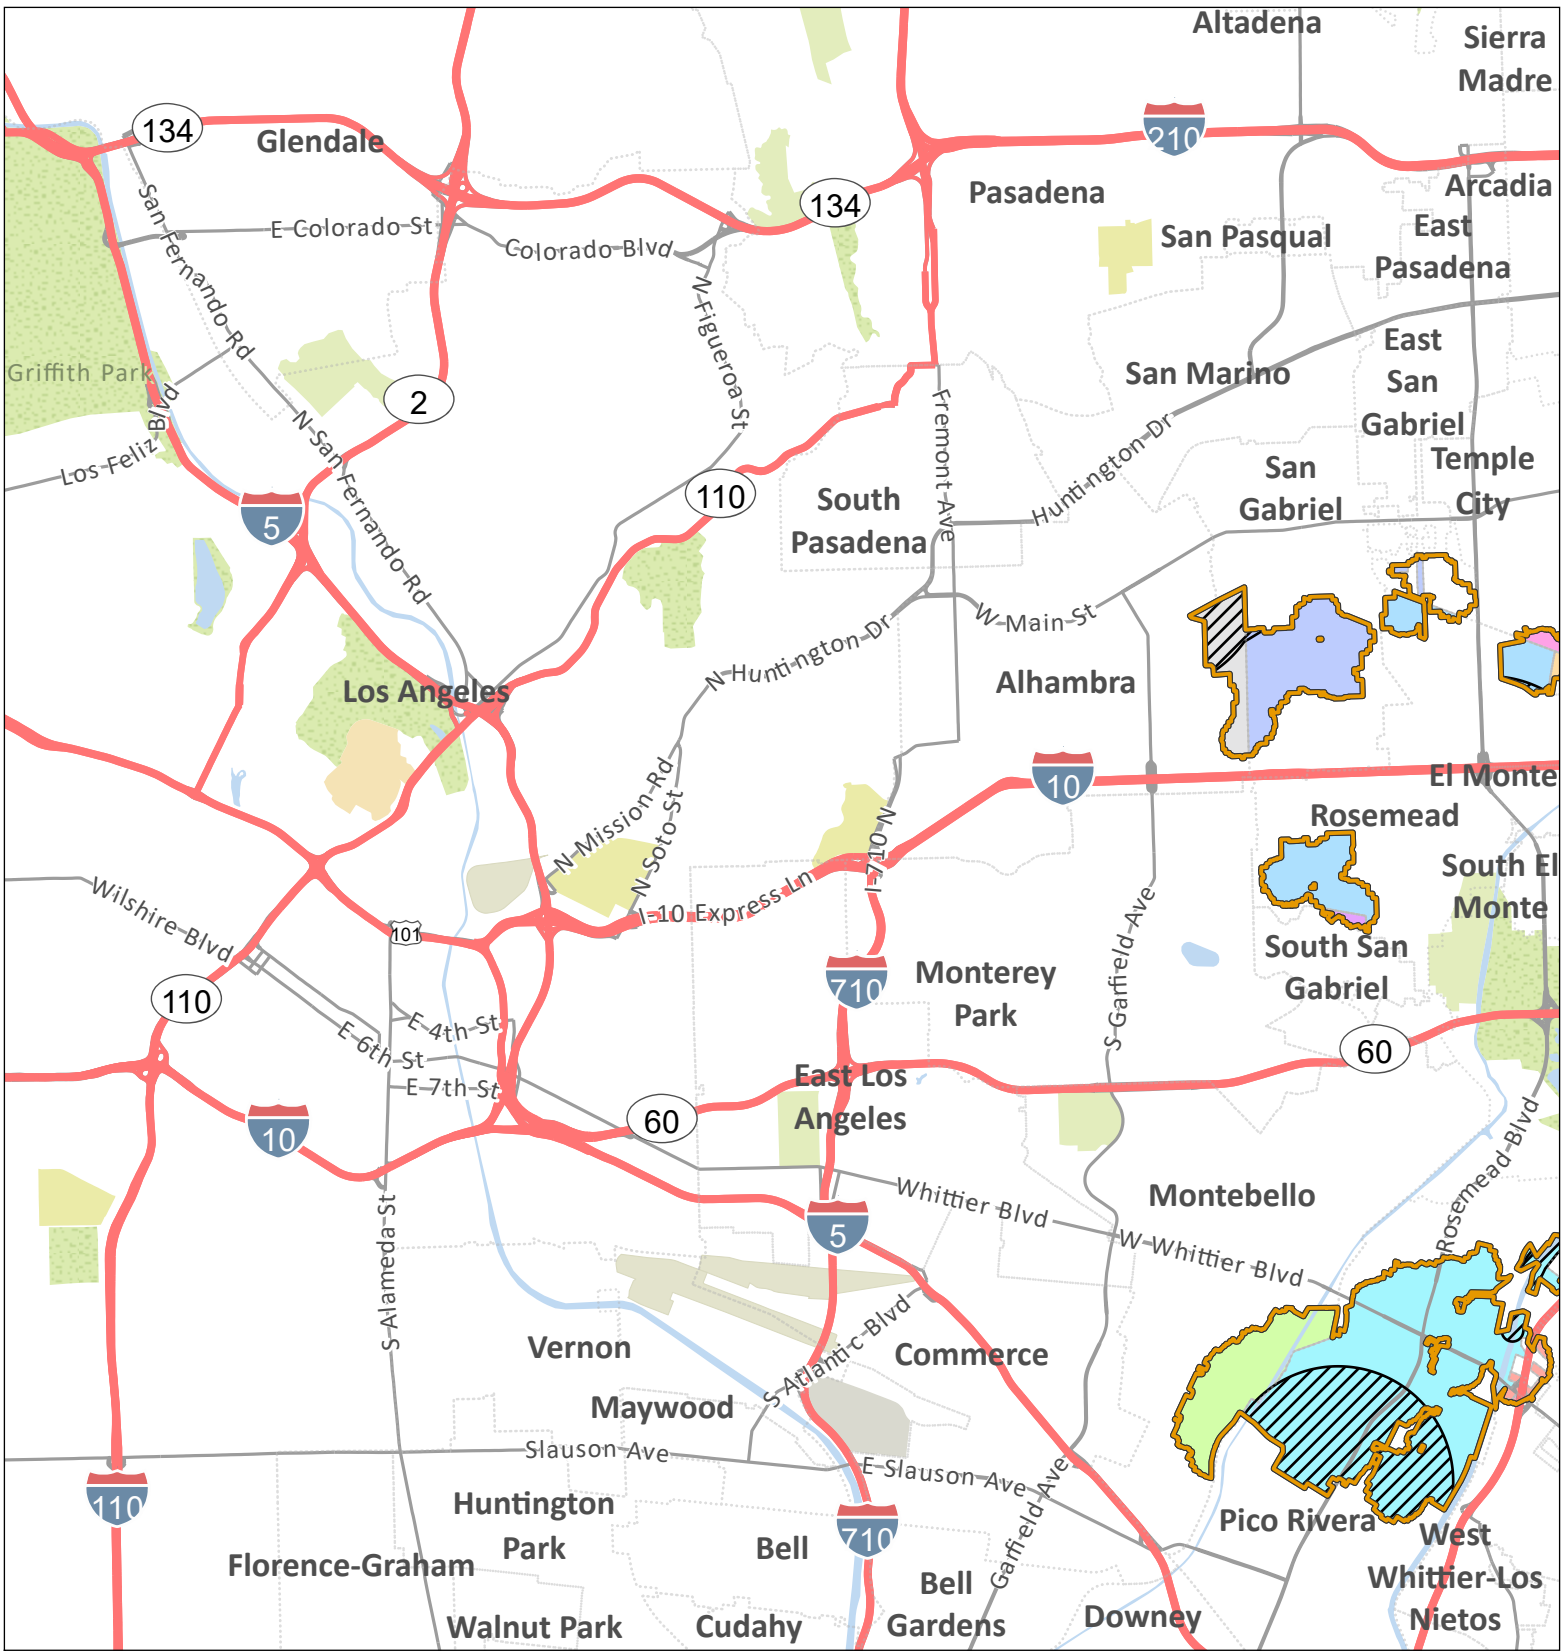 Altadena
Sierra
Madre
134
Glendale
210
Arcadia
Pasadena
134
San Fernando Rd
E Colorado St
Colorado Blvd
San Pasqual
East
Pasadena
N Figueroa St
Griffith Park
San Marino
East
San
Gabriel
2
Los Feliz Blvd
N San Fernando Rd
Fremont Ave
Huntington Dr
Temple
City
San
Gabriel
110
South
Pasadena
5
W Main St
N Huntington Dr
Los Angeles
Alhambra
10
El Monte
Rosemead
N Mission Rd
N Soto St
I-710 N
South El
Monte
Wilshire Blvd
I-10 Express Ln
101
S Garfield Ave
South San
Gabriel
110
710
Monterey
Park
E 4th St
E 6th St
E 7th St
60
East Los
Angeles
60
10
Rosemead Blvd
Whittier Blvd
Montebello
5
W Whittier Blvd
S Alameda St
Vernon
S Atlantic Blvd
Commerce
Maywood
Slauson Ave
E Slauson Ave
110
Huntington
Park
710
Garfield Ave
Pico Rivera
West
Whittier-Los
Nietos
Florence-Graham
Bell
Bell
Gardens
Walnut Park
Cudahy
Downey